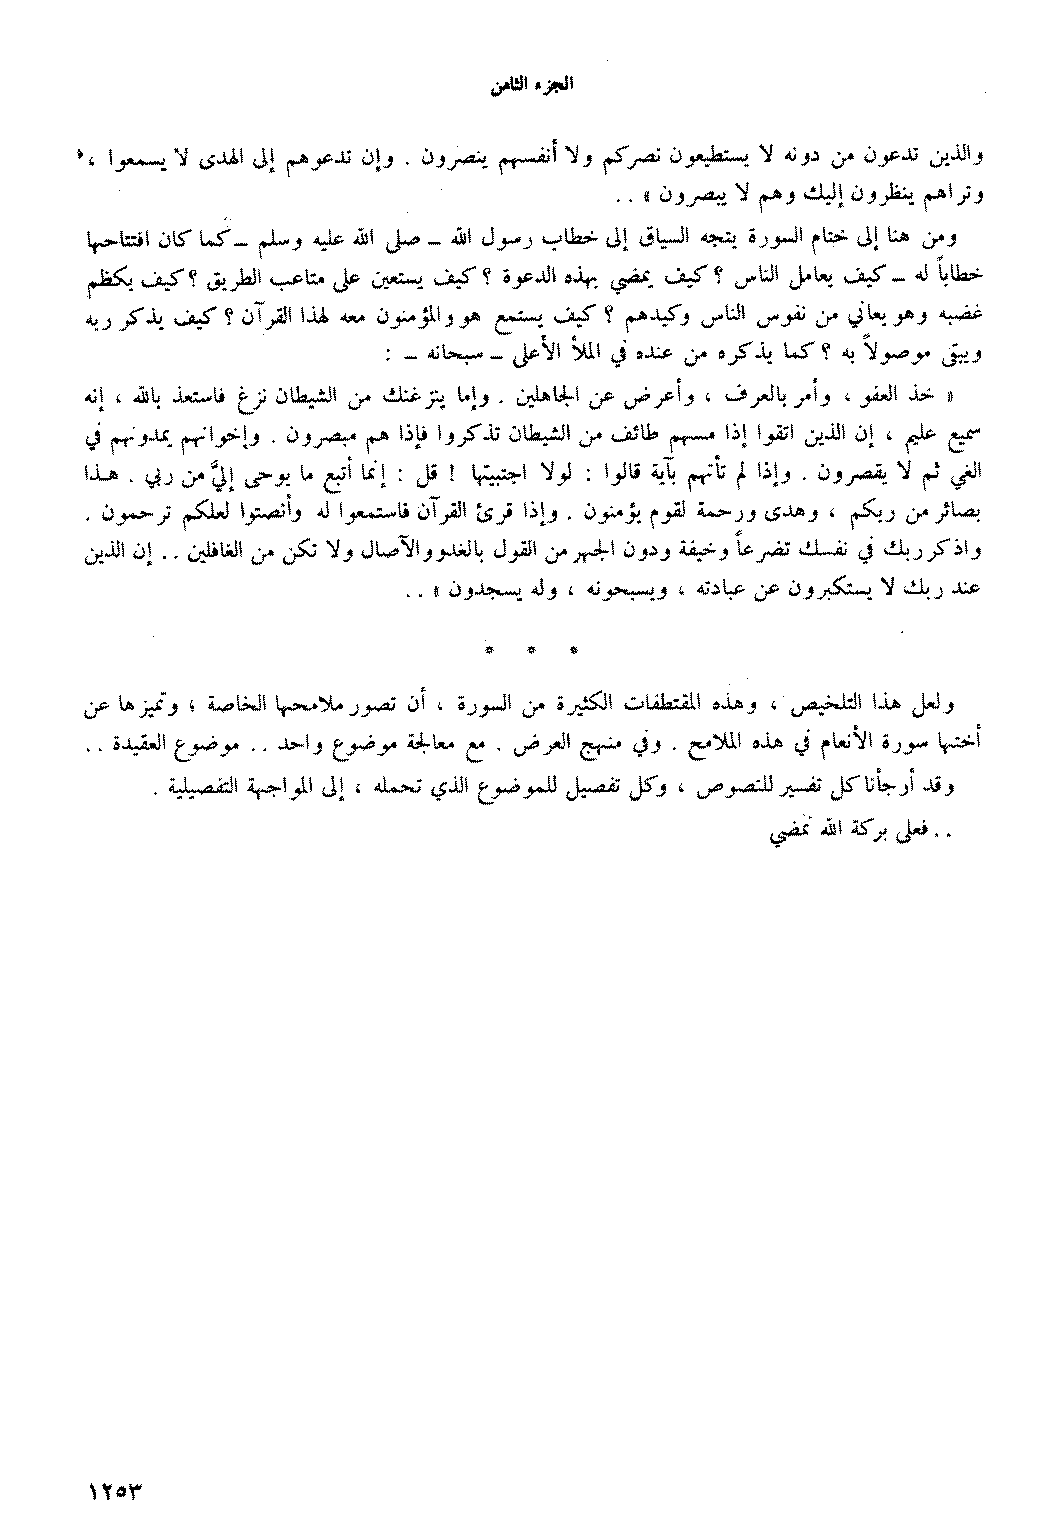 الجزء الثامن
والذين تدعون من دونه لا يستطيعون نصركم ولا أنفسهم ينصرون . وإن تدعوهم إلى الهدى لا يسمعوا ،
وتراهم ينظرون إليك وهم لا يبصرون » . .
ومن هنا إلى ختام السورة يتجه السياق إلى خطاب رسول الله – صلى الله عليه وسلم – كما كان افتتاحها
خطاباً له – كيف يعامل الناس ؟ كيف يمضي بهذه الدعوة ؟ كيف يستعين على متاعب الطريق ؟ كيف يكظم
غضبه وهو يعاني من نفوس الناس وكيدهم ؟ كيف يستمع هو والمؤمنون معه لهذا القرآن ؟ كيف يذكر ربه
ويبقى موصولاً به ؟ كما يذكره من عنده في الملأ الأعلى – سبحانه – :
« خذ العفو ، وأمر بالعرف ، وأعرض عن الجاهلين . وإما ينزغنك من الشيطان نزغ فاستعذ بالله ، إنه
سميع عليم ، إن الذين اتقوا إذا مسهم طائف من الشيطان تذكروا فإذا هم مبصرون . وإخوانهم يمدونهم في
الغي ثم لا يقصرون . وإذا لم تأتهم بآية قالوا : لولا اجتبيتها ! قل : إنما أتبع ما يوحى إليَّ من ربي . هـذا
بصائر من ربكم ، وهدى ورحمة لقوم يؤمنون . وإذا قرئ القرآن فاستمعوا له وأنصتوا لعلكم ترحمون .
واذكر ربك في نفسك تضرعاً وخيفة ودون الجهر من القول بالغدو والآصال ولا تكن من الغافلين . . إن الذين
عند ربك لا يستكبرون عن عبادته ، ويسبحونه ، وله يسجدون » . .
* * *
ولعل هذا التلخيص ، وهذه المقتطفات الكثيرة من السورة ، أن تصور ملامحها الخاصة ؛ وتميزها عن
أختها سورة الأنعام في هذه الملامح . وفي منهج العرض . مع معالجة موضوع واحد . . موضوع العقيدة . .
وقد أرجأنا كل تفسير للنصوص ، وكل تفصيل للموضوع الذي تحمله ، إلى المواجهة التفصيلية .
. . فعلى بركة الله نمضي
١٢٥٣